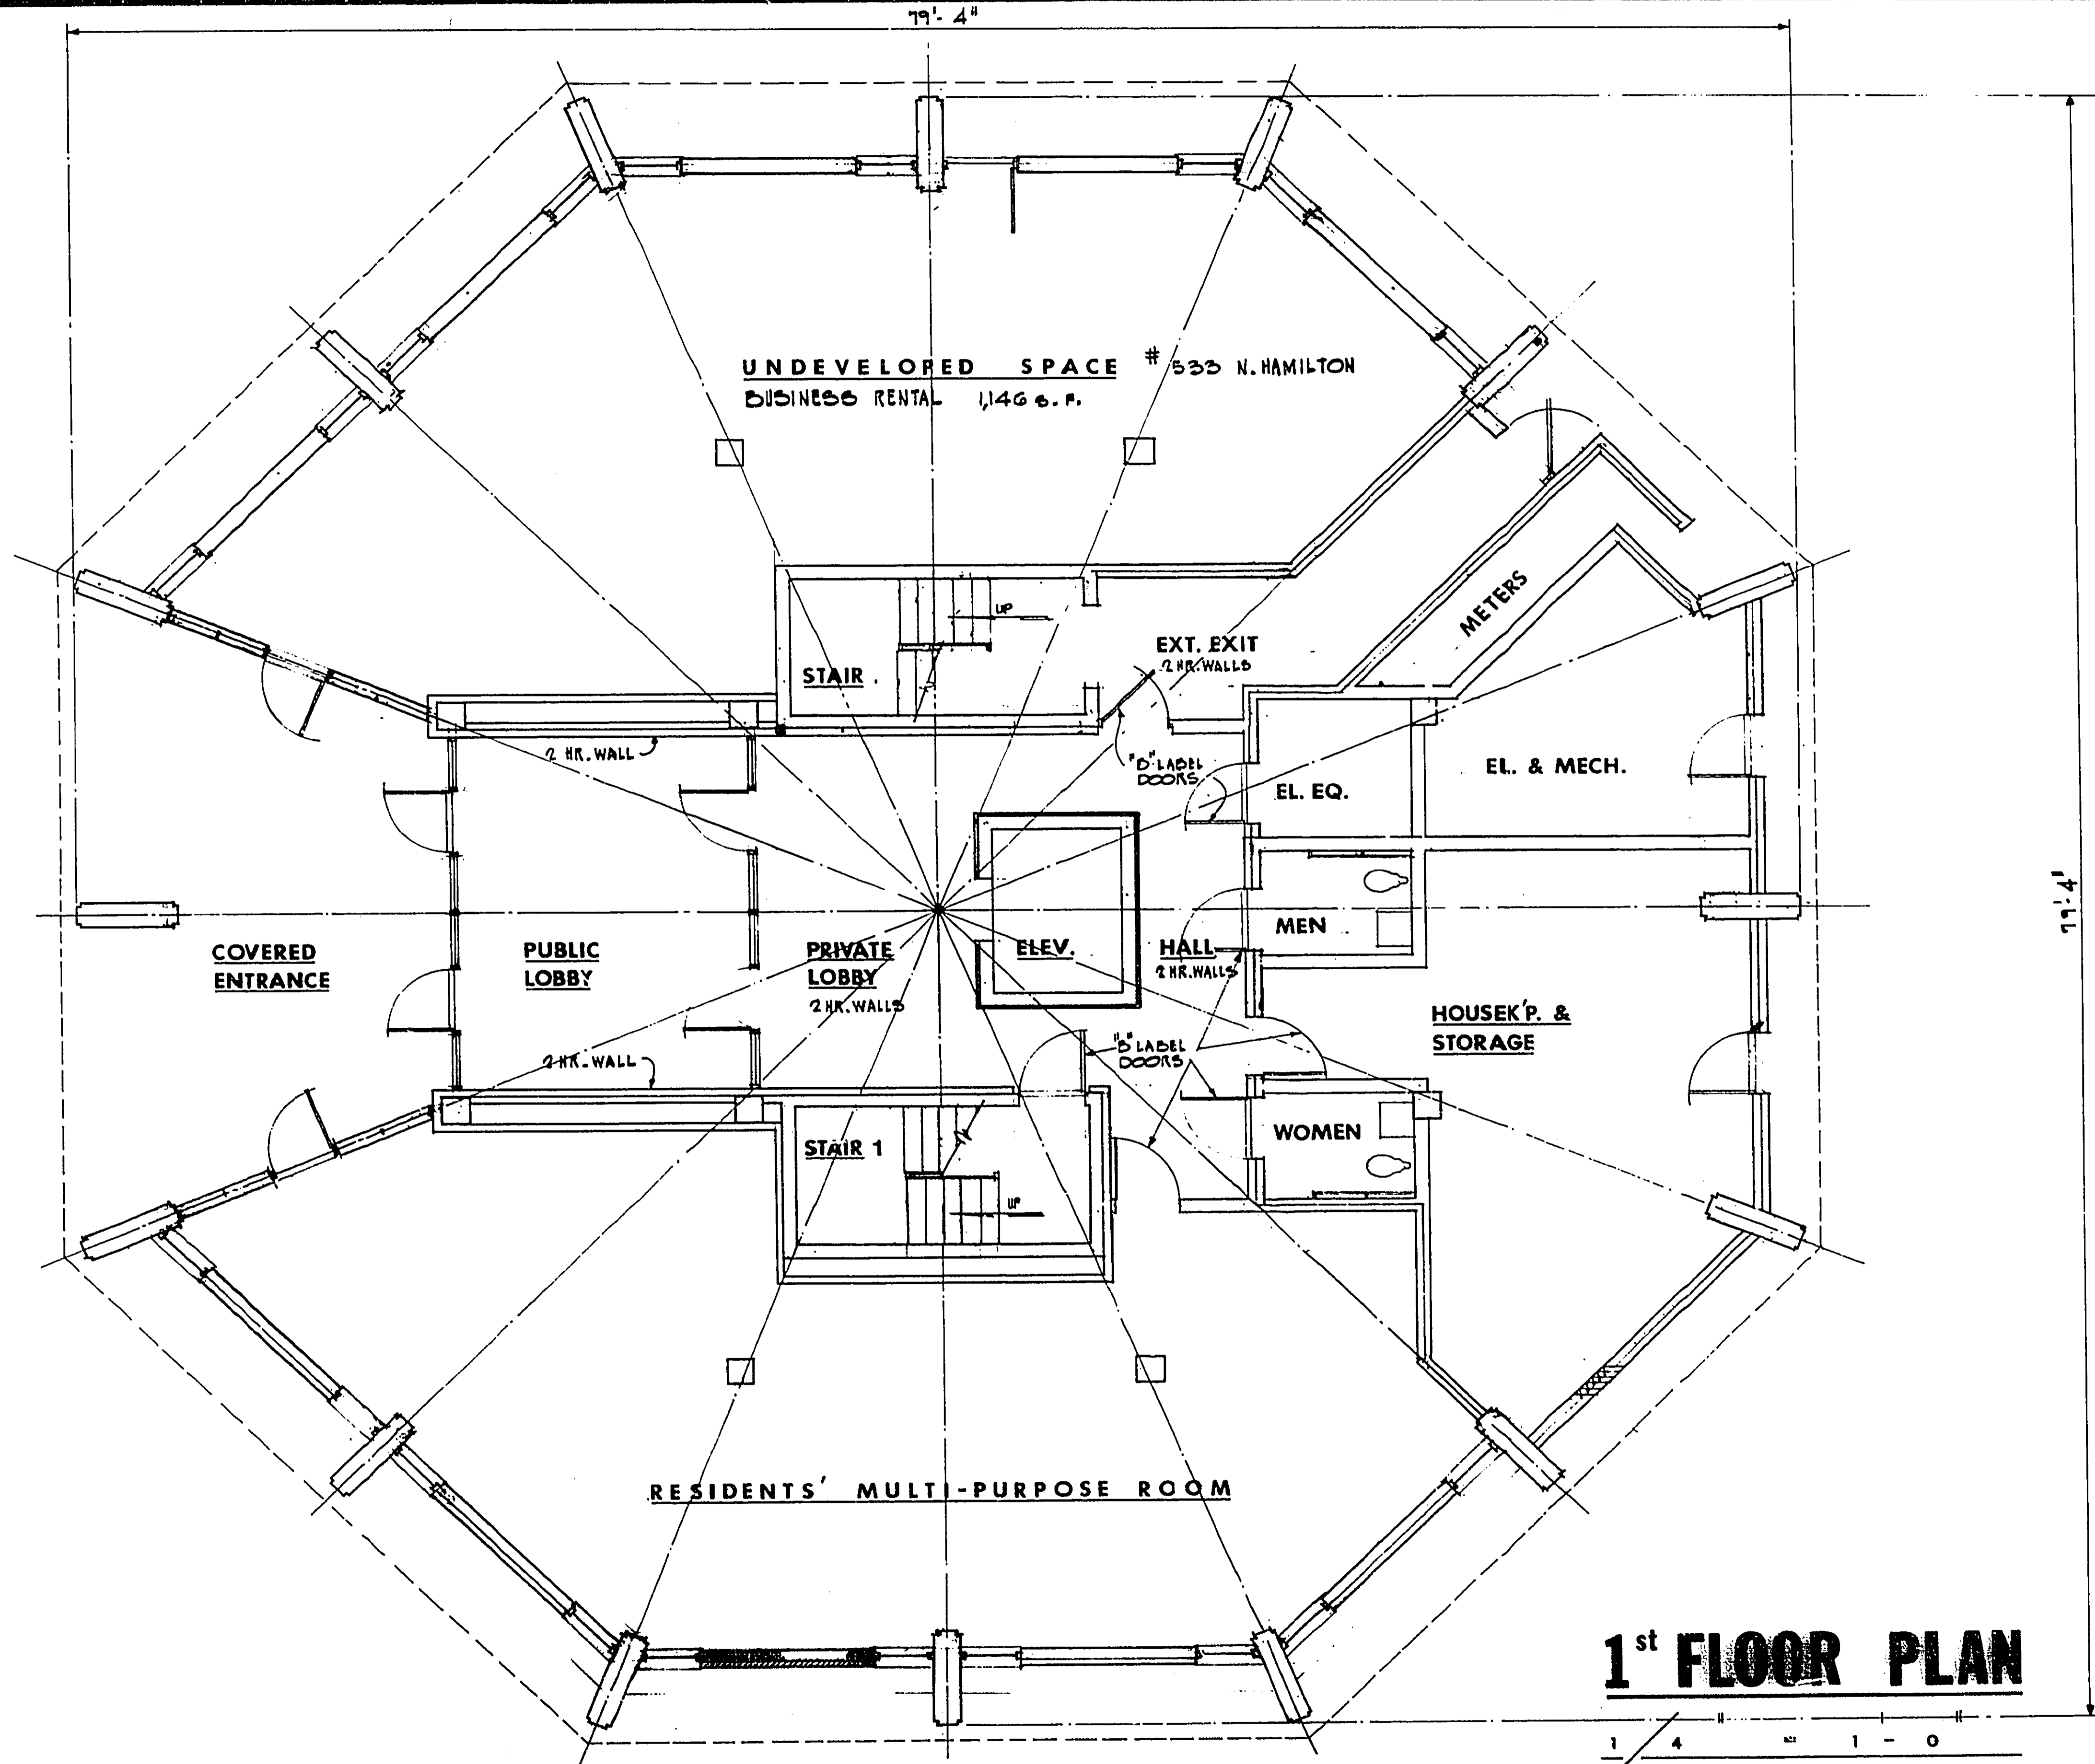 79'-4"
UNDEVELOPED SPACE # 533 N. HAMILTON
BUSINESS RENTAL 1,146 S.F.
METERS
UP
EXT. EXIT
2 HR. WALLS
STAIR
2 HR. WALL
"B" LABEL
DOORS
EL. EQ.
EL. & MECH.
79'-4"
MEN
COVERED
ENTRANCE
PUBLIC
LOBBY
PRIVATE
LOBBY
2 HR. WALLS
ELEV.
HALL
2 HR. WALLS
HOUSEK'P. &
STORAGE
"B" LABEL
DOORS
2 HR. WALL
WOMEN
STAIR 1
UP
RESIDENTS' MULTI-PURPOSE ROOM
1st FLOOR PLAN
1/4" = 1'-0"